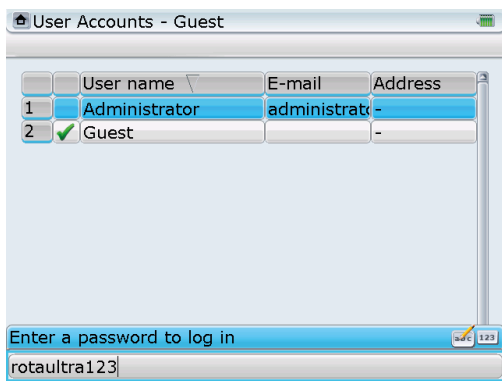 User Accounts - Guest
User name E-mail Address
1 Administrator administrat -
2 Guest -
Enter a password to log in abc 123
rotaultra123